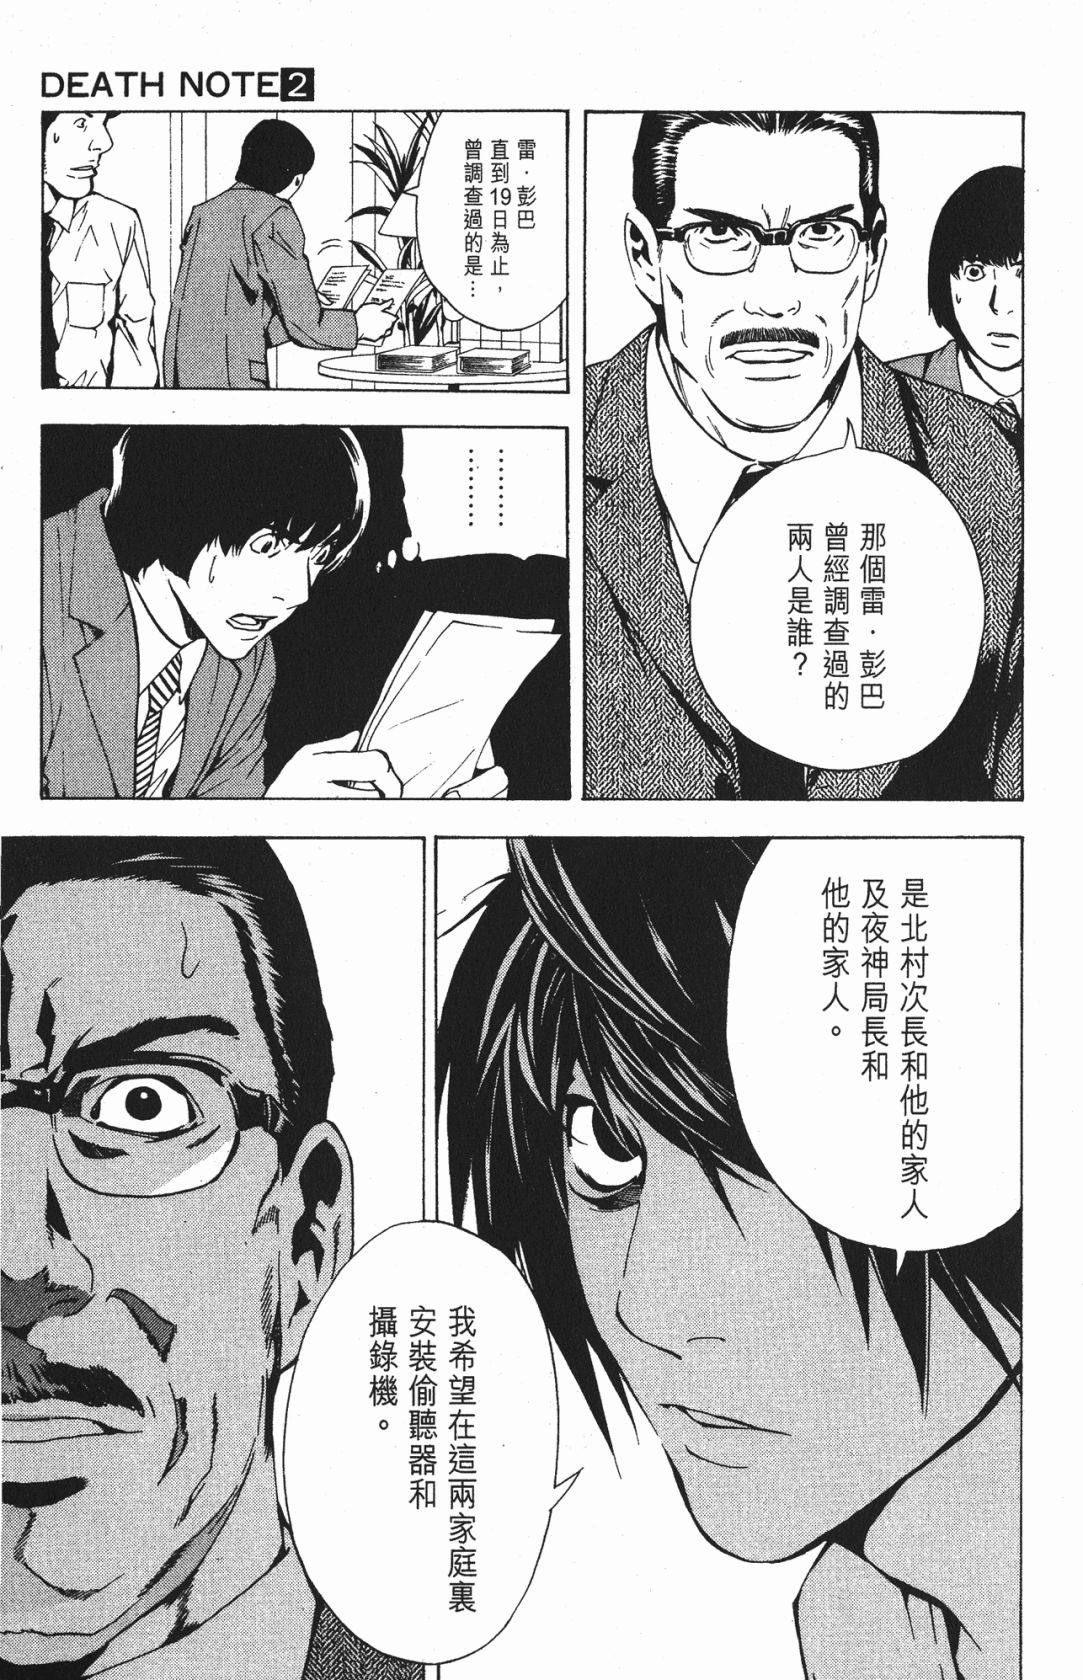 DEATH NOTE 2
那個雷・彭巴
曾經調查過的
兩人是誰？
雷・彭巴
直到19日為止，
曾調查過的是…
………
………
是北村次長和他的家人
及夜神局長和
他的家人。
我希望在這兩家庭裏
安裝偷聽器和
攝錄機。